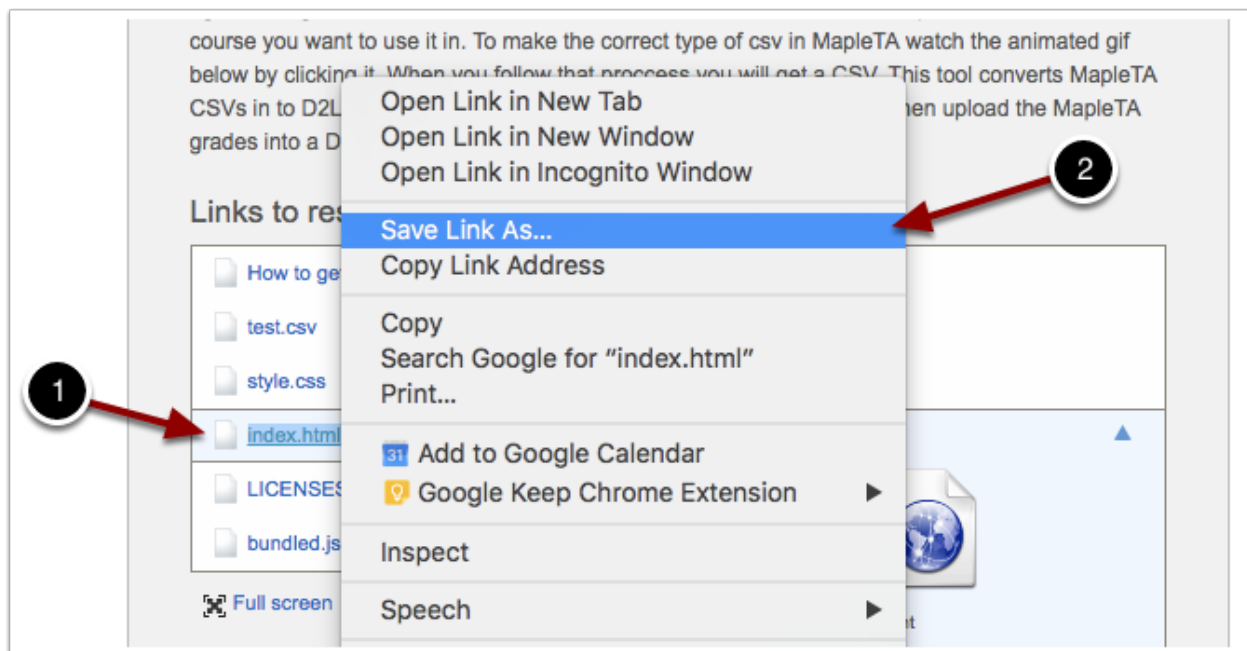 course you want to use it in. To make the correct type of csv in MapleTA watch the animated gif
below by clicking it. When you follow that proccess you will get a CSV. This tool converts MapleTA
CSVs in to D2L
hen upload the MapleTA
grades into a D
Open Link in New Tab
Open Link in New Window
Open Link in Incognito Window
2
Links to res
Save Link As...
Copy Link Address
How to get
Copy
test.csv
Search Google for “index.html”
style.css
Print...
1
index.html
31 Add to Google Calendar
LICENSES
Google Keep Chrome Extension
bundled.js
Inspect
Full screen
Speech
nt